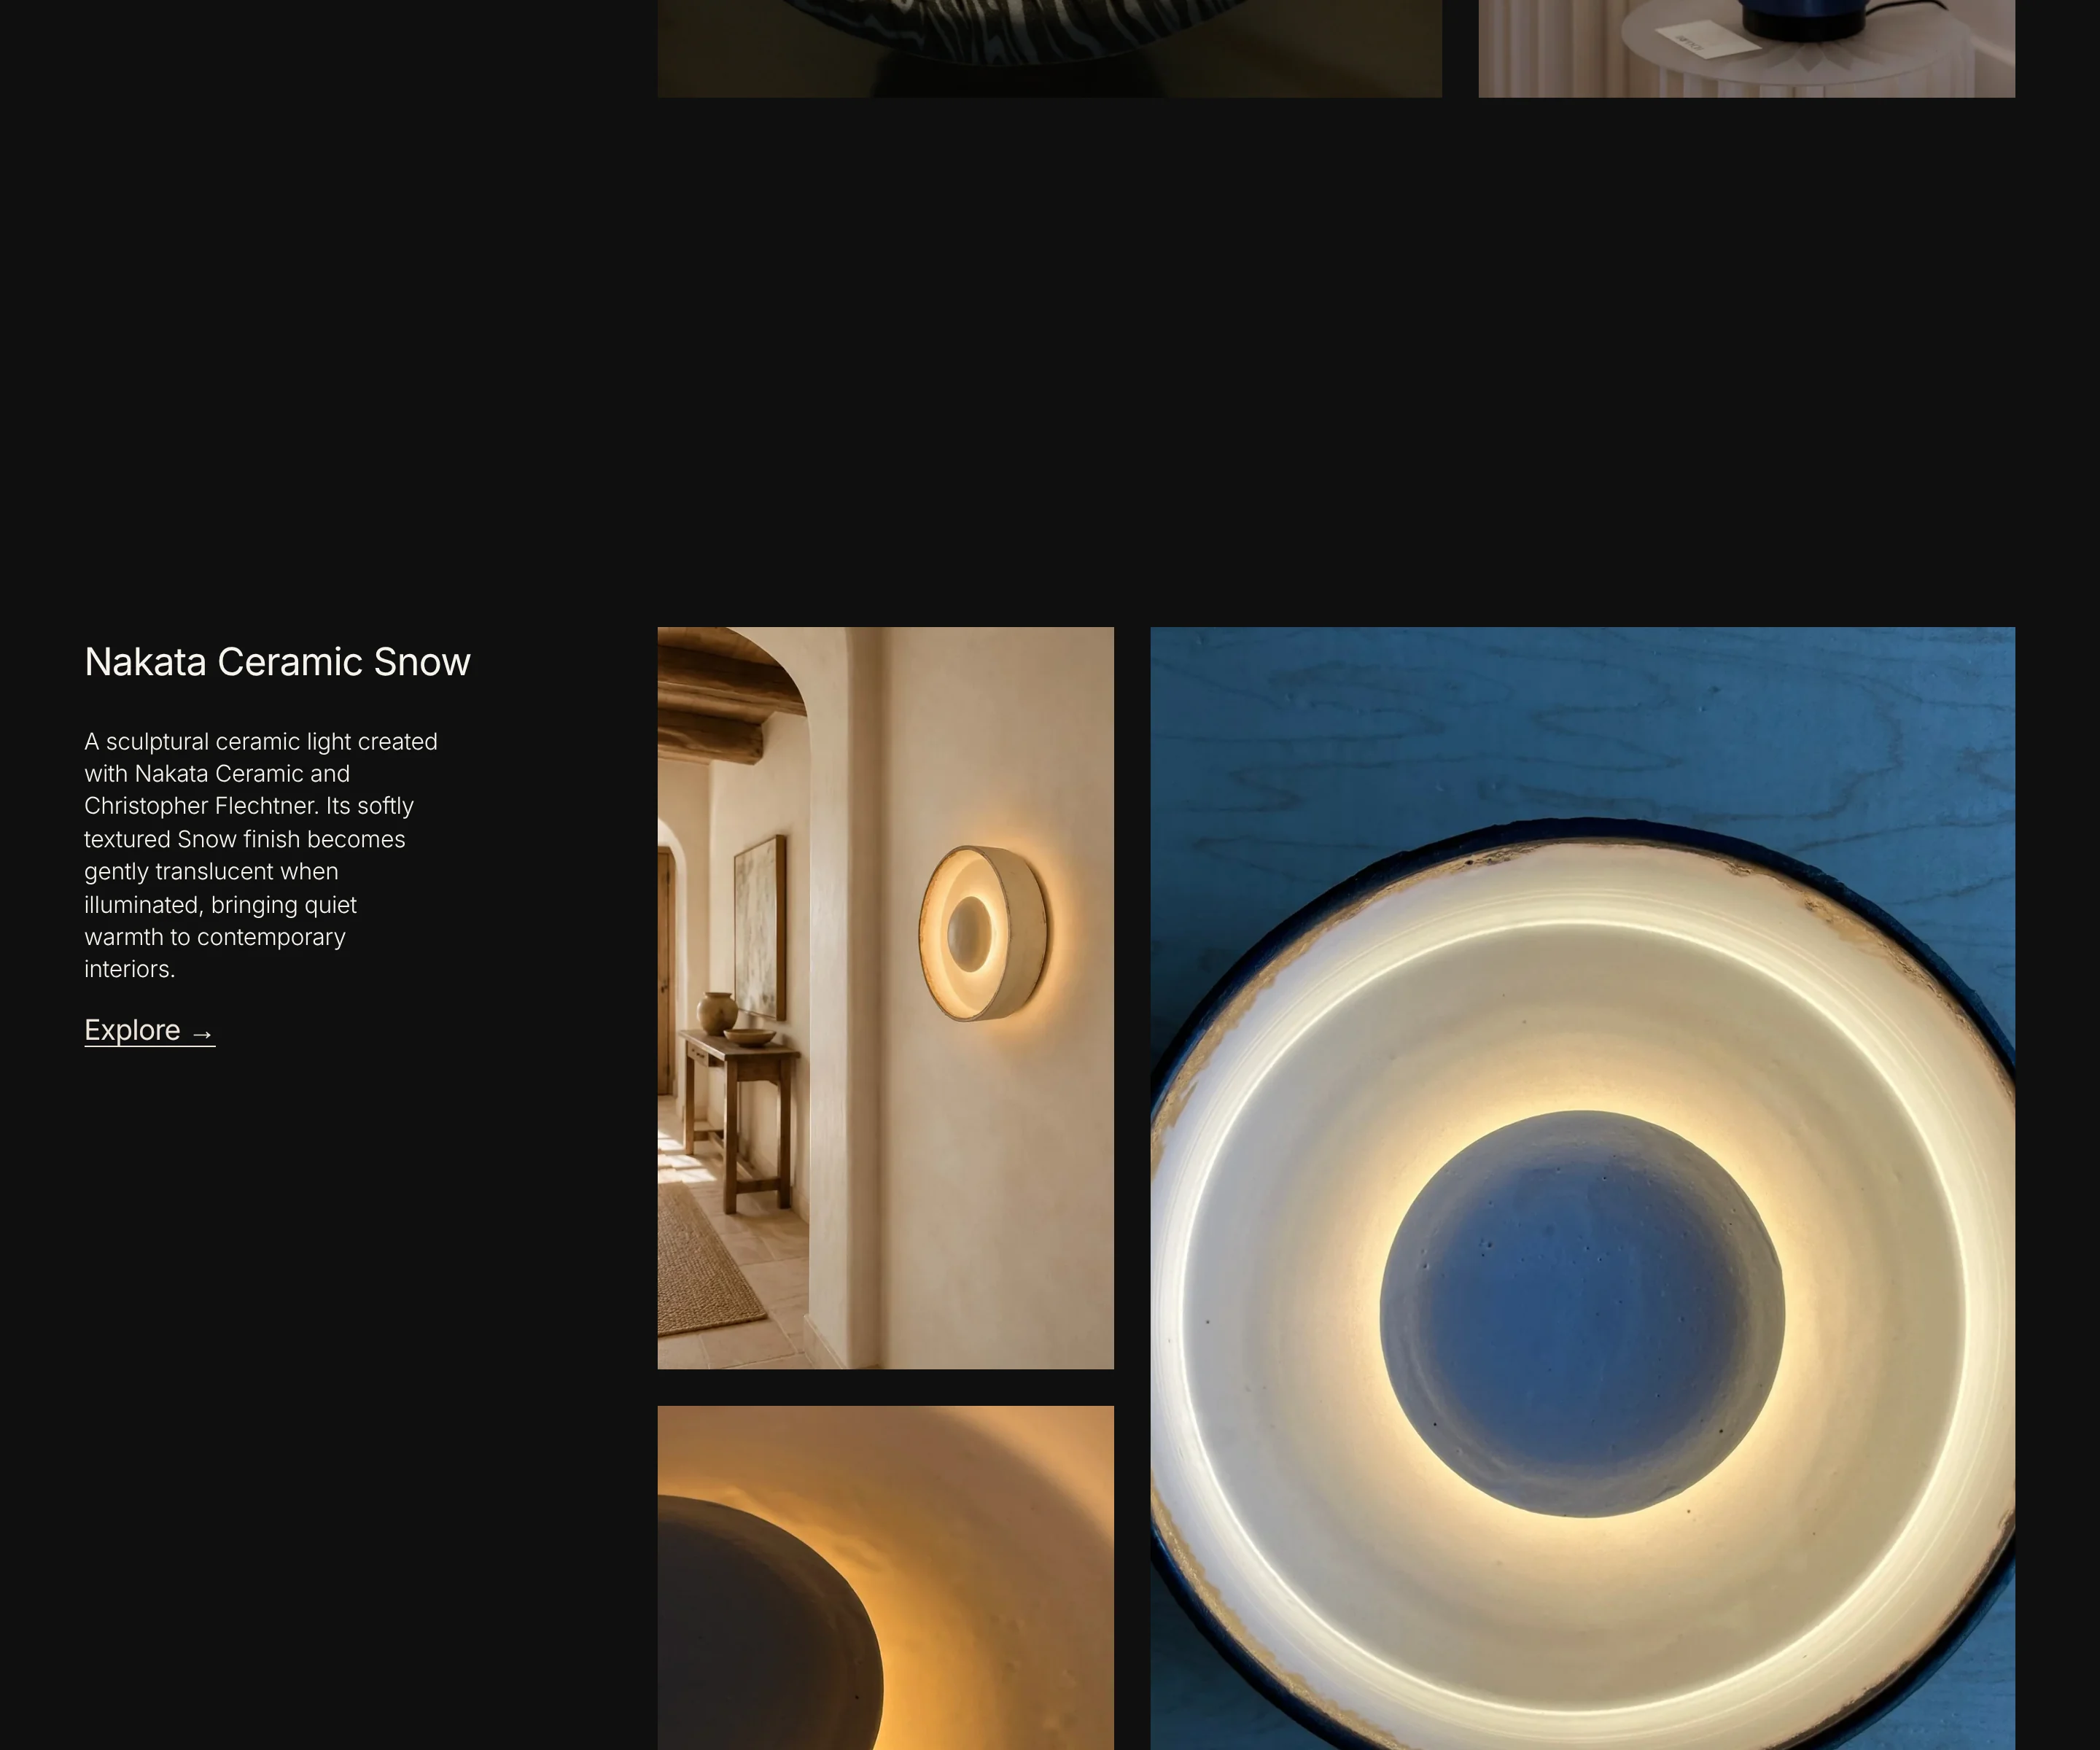 Nakata Ceramic Snow
A sculptural ceramic light created
with Nakata Ceramic and
Christopher Flechtner. Its softly
textured Snow finish becomes
gently translucent when
illuminated, bringing quiet
warmth to contemporary
interiors.
Explore →